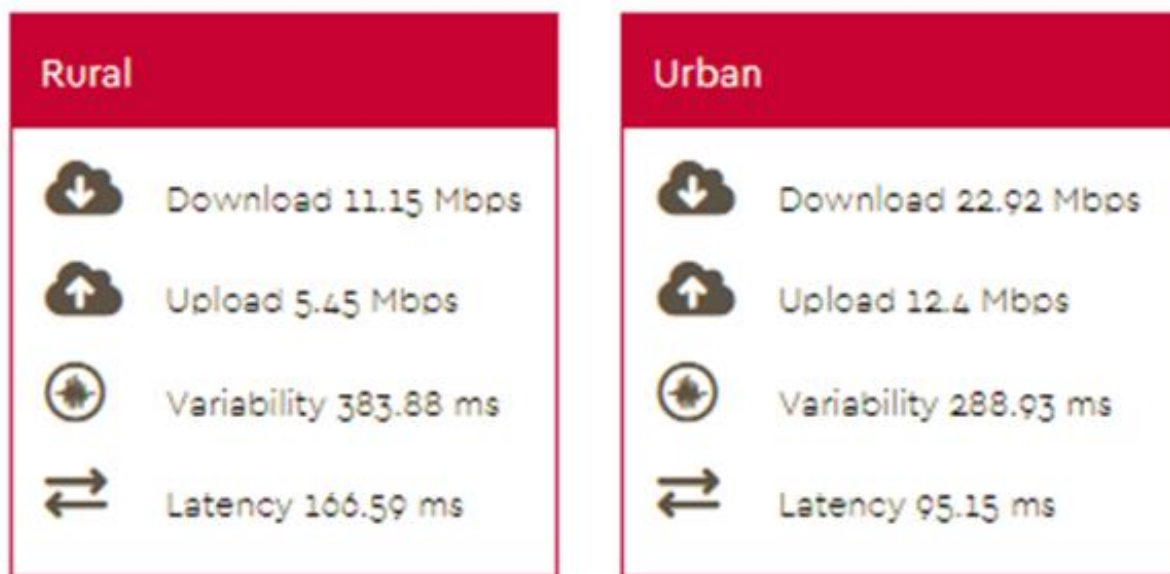 Rural
Download 11.15 Mbps
Upload 5.45 Mbps
Variability 383.88 ms
Latency 166.59 ms
Urban
Download 22.92 Mbps
Upload 12.4 Mbps
Variability 288.93 ms
Latency 95.15 ms